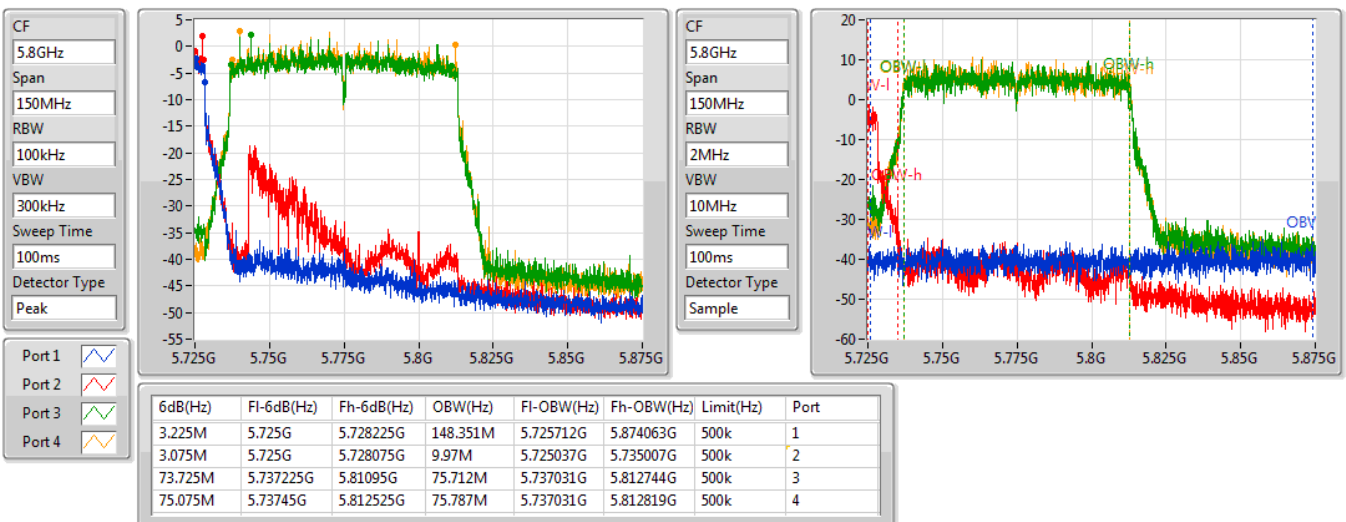 CF
5.8GHz
Span
150MHz
RBW
100kHz
VBW
300kHz
Sweep Time
100ms
Detector Type
Peak
5
0
-5
-10
-15
-20
-25
-30
-35
-40
-45
-50
-55
5.725G 5.75G 5.775G 5.8G 5.825G 5.85G 5.875G
CF
5.8GHz
Span
150MHz
RBW
2MHz
VBW
10MHz
Sweep Time
100ms
Detector Type
Sample
20
10
0
-10
-20
-30
-40
-50
-60
OBW-h
W-l
OBW-h
W-l
OBW
5.725G 5.75G 5.775G 5.8G 5.825G 5.85G 5.875G
Port 1
Port 2
Port 3
Port 4
6dB(Hz) Fl-6dB(Hz) Fh-6dB(Hz) OBW(Hz) Fl-OBW(Hz) Fh-OBW(Hz) Limit(Hz) Port
3.225M 5.725G 5.728225G 148.351M 5.725712G 5.874063G 500k 1
3.075M 5.725G 5.728075G 9.97M 5.725037G 5.735007G 500k 2
73.725M 5.737225G 5.81095G 75.712M 5.737031G 5.812744G 500k 3
75.075M 5.73745G 5.812525G 75.787M 5.737031G 5.812819G 500k 4